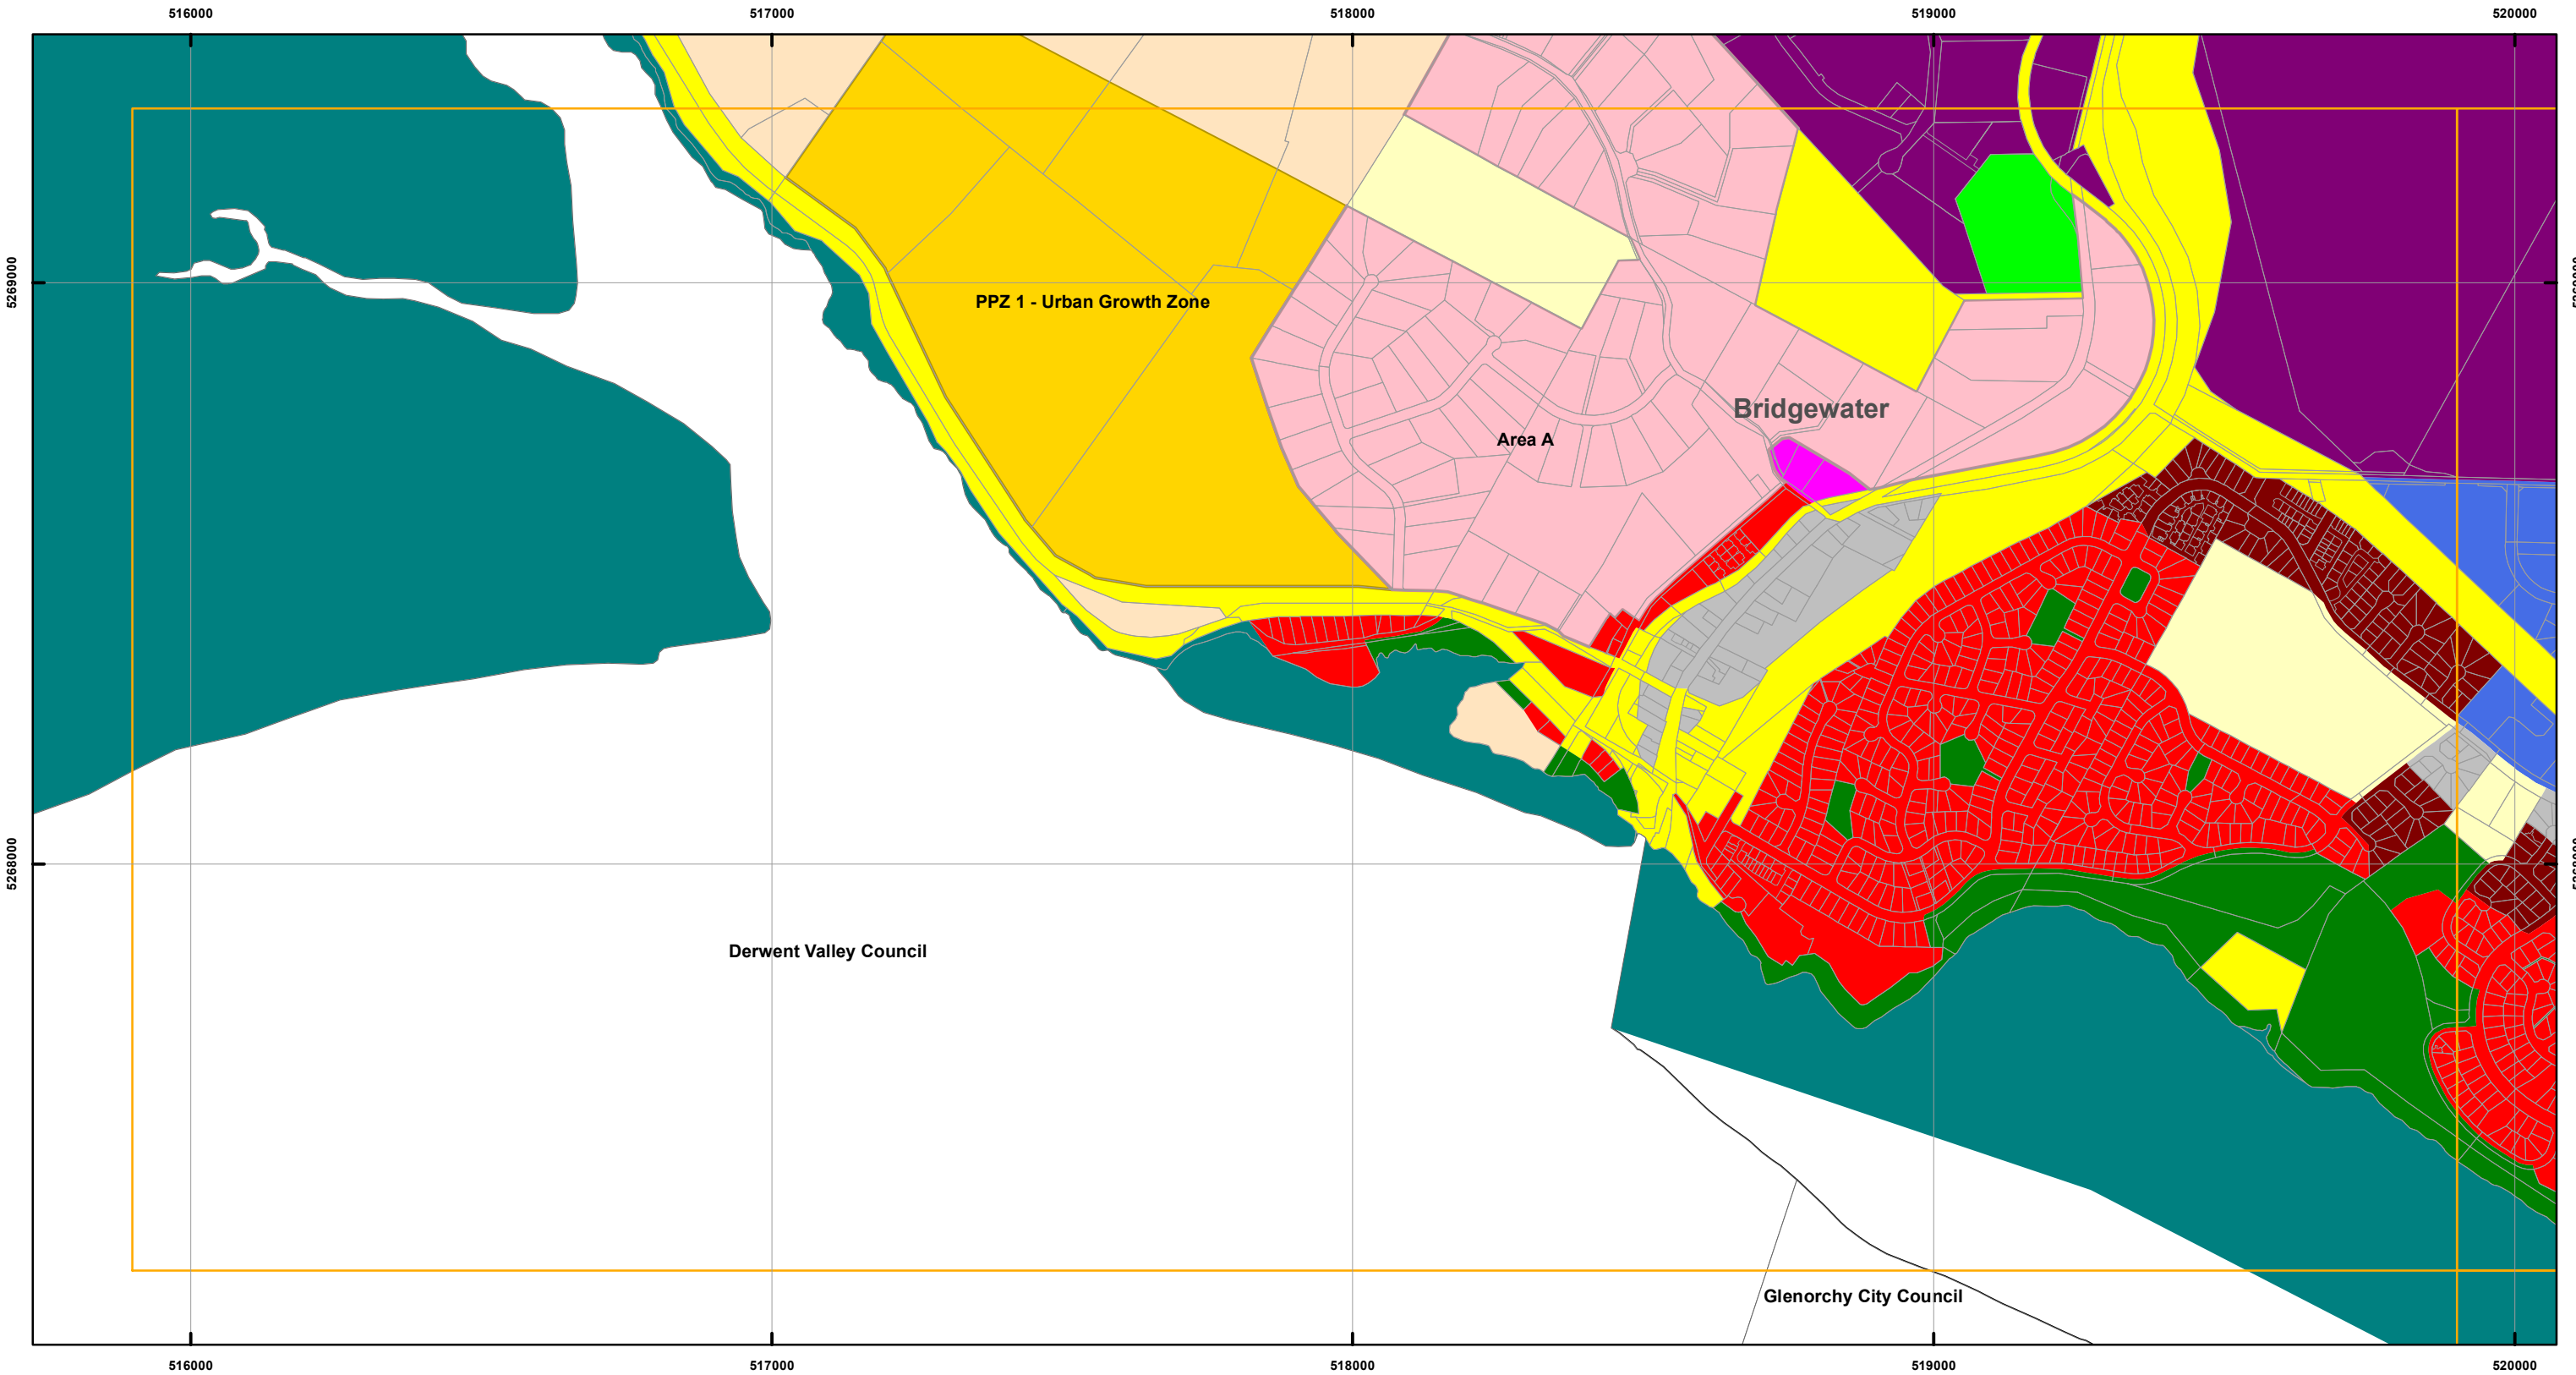 516000
517000
518000
519000
520000
5269000
PPZ 1 - Urban Growth Zone
Bridgewater
Area A
5268000
Derwent Valley Council
Glenorchy City Council
516000
517000
518000
519000
520000